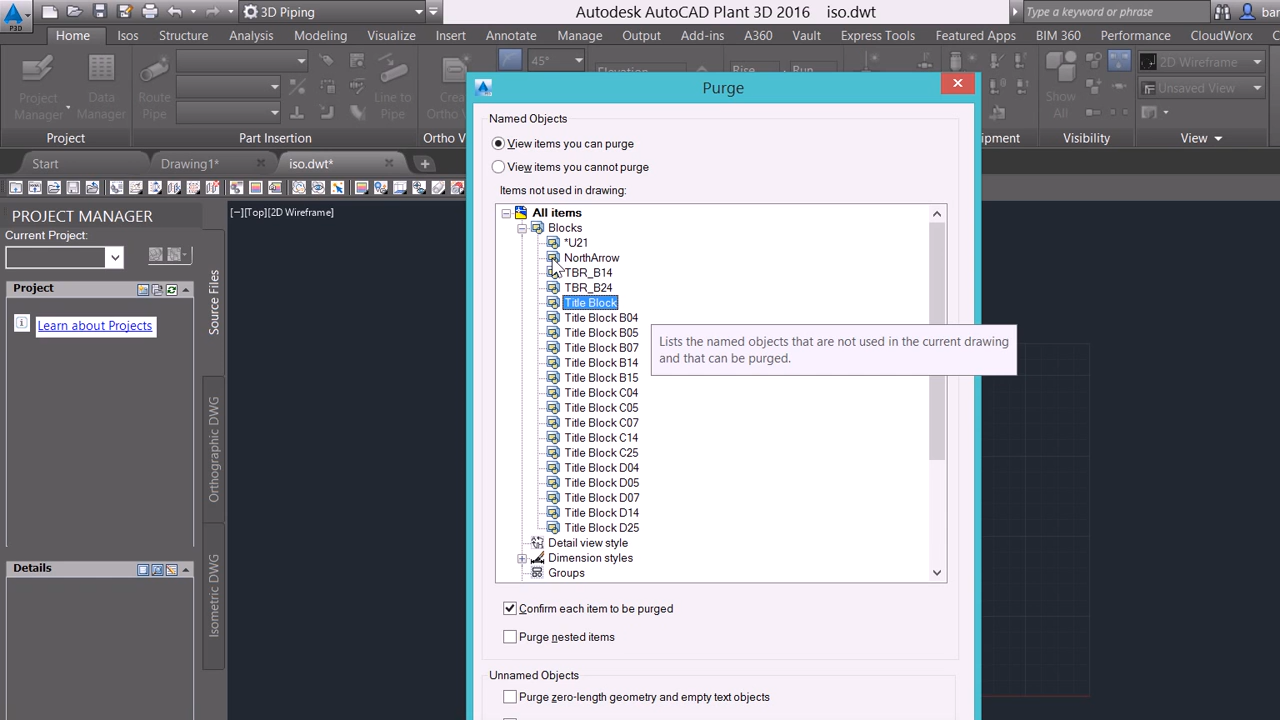 3D Piping
Autodesk AutoCAD Plant 3D 2016 iso.dwt
Type a keyword or phrase
bar
P3D
Home Isos Structure Analysis Modeling Visualize Insert Annotate Manage Output Add-ins A360 Vault Express Tools Featured Apps BIM 360 Performance CloudWorx
Project
Manager
Data
Manager
Route
Pipe
Line to
Pipe
45°
Elevation
Rise
Run
Show
All
2D Wireframe
Unsaved View
Project
Part Insertion
Ortho
View
Visibility
Start
Drawing1*
iso.dwt*
PROJECT MANAGER
Current Project:
Project
Learn about Projects
Details
Source Files
Orthographic DWG
Isometric DWG
[−][Top][2D Wireframe]
Purge
Named Objects
View items you can purge
View items you cannot purge
Items not used in drawing:
All items
Blocks
*U21
NorthArrow
TBR_B14
TBR_B24
Title Block
Title Block B04
Title Block B05
Title Block B07
Title Block B14
Title Block B15
Title Block C04
Title Block C05
Title Block C07
Title Block C14
Title Block C25
Title Block D04
Title Block D05
Title Block D07
Title Block D14
Title Block D25
Detail view style
Dimension styles
Groups
Lists the named objects that are not used in the current drawing
and that can be purged.
Confirm each item to be purged
Purge nested items
Unnamed Objects
Purge zero-length geometry and empty text objects